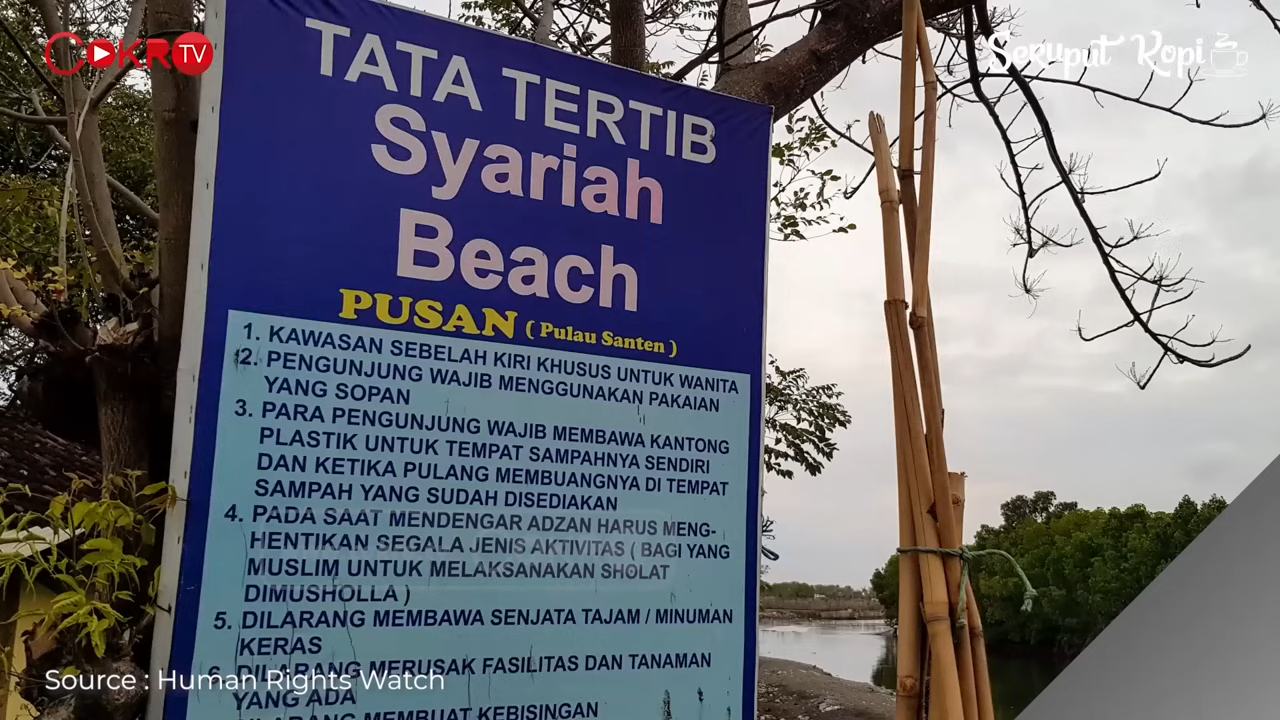 COKRO TV
Seruput Kopi
TATA TERTIB
Syariah
Beach
PUSAN ( Pulau Santen )
1. KAWASAN SEBELAH KIRI KHUSUS UNTUK WANITA
2. PENGUNJUNG WAJIB MENGGUNAKAN PAKAIAN
YANG SOPAN
3. PARA PENGUNJUNG WAJIB MEMBAWA KANTONG
PLASTIK UNTUK TEMPAT SAMPAHNYA SENDIRI
DAN KETIKA PULANG MEMBUANGNYA DI TEMPAT
SAMPAH YANG SUDAH DISEDIAKAN
4. PADA SAAT MENDENGAR ADZAN HARUS MENG-
HENTIKAN SEGALA JENIS AKTIVITAS ( BAGI YANG
MUSLIM UNTUK MELAKSANAKAN SHOLAT
DIMUSHOLLA )
5. DILARANG MEMBAWA SENJATA TAJAM / MINUMAN
KERAS
6. DILARANG MERUSAK FASILITAS DAN TANAMAN
YANG ADA
DILARANG MEMBUAT KEBISINGAN
Source : Human Rights Watch